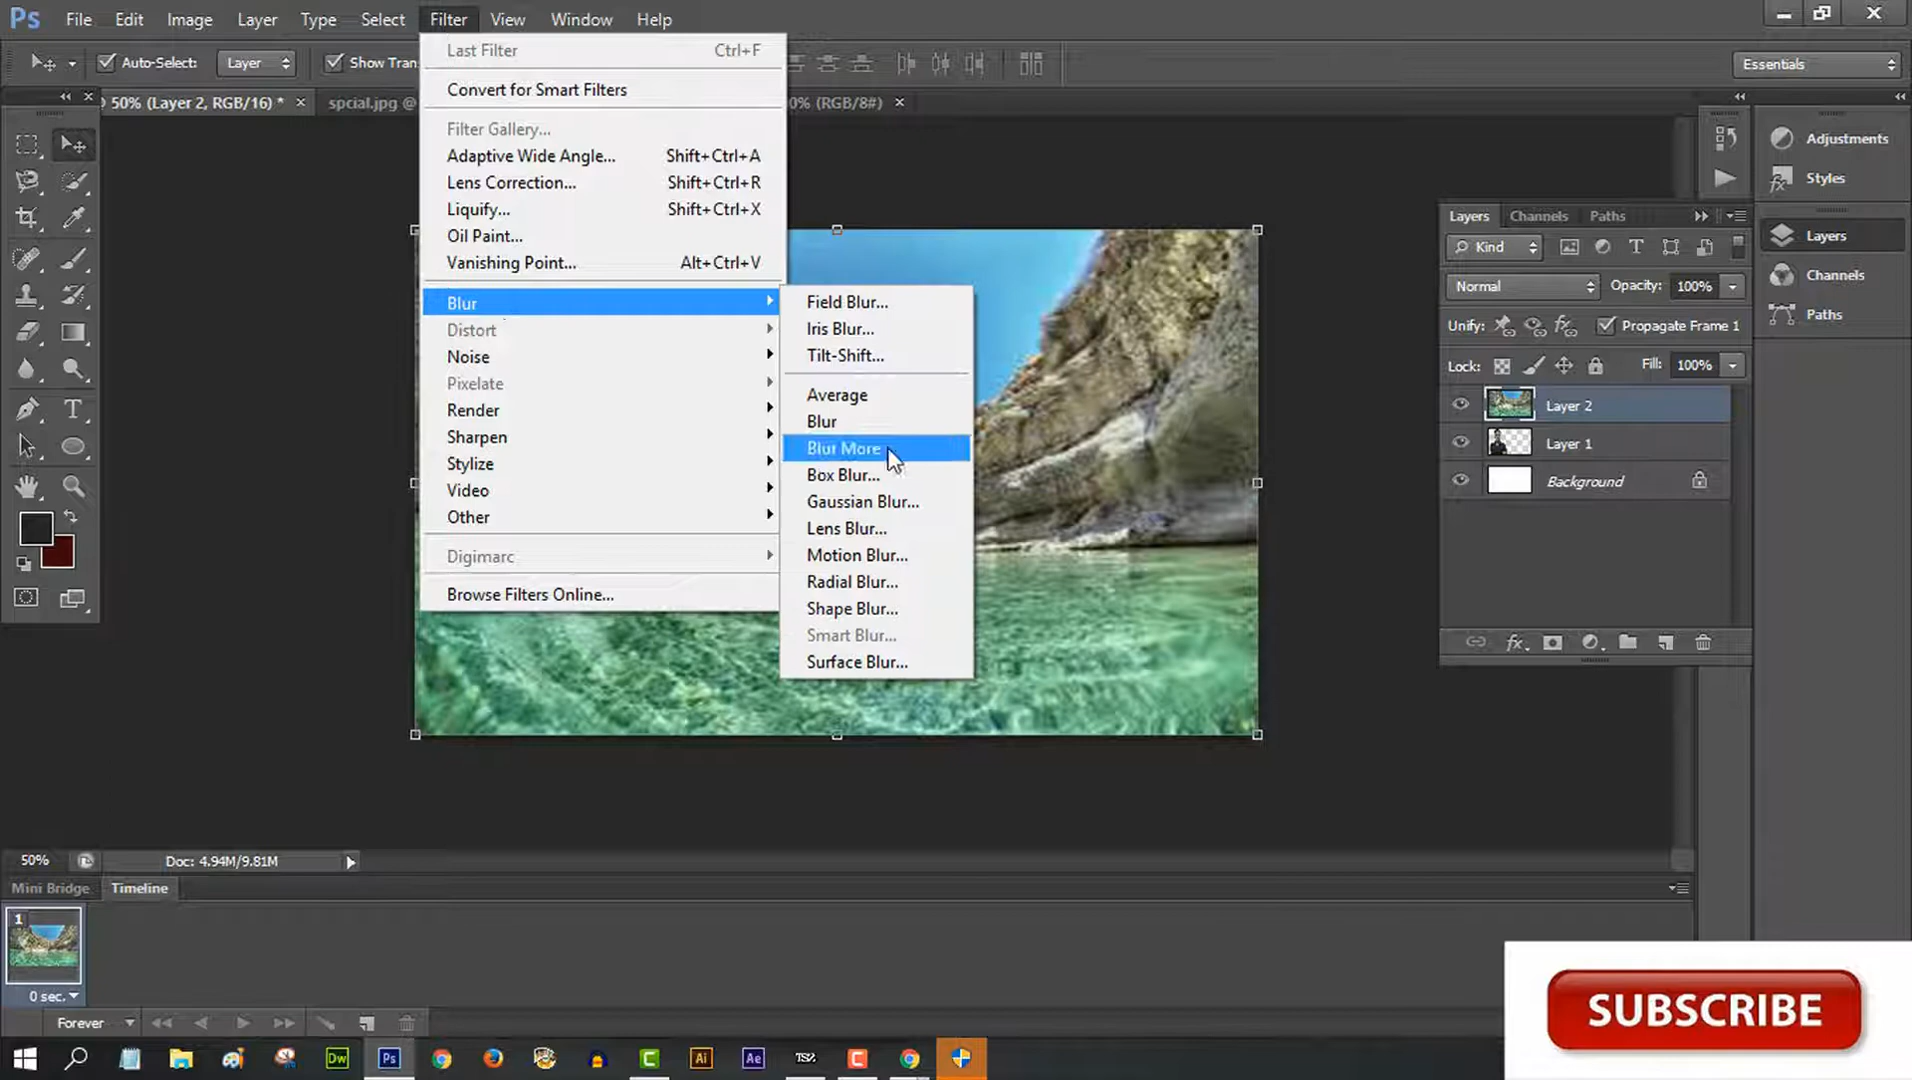 Ps File Edit Image Layer Type Select Filter View Window Help
Auto-Select: Layer Show Tran Essentials
50% (Layer 2, RGB/16) * × spcial.jpg @ 0% (RGB/8#) ×
Last Filter Ctrl+F
Convert for Smart Filters
Filter Gallery...
Adaptive Wide Angle... Shift+Ctrl+A
Lens Correction... Shift+Ctrl+R
Liquify... Shift+Ctrl+X
Oil Paint...
Vanishing Point... Alt+Ctrl+V
Blur
Distort
Noise
Pixelate
Render
Sharpen
Stylize
Video
Other
Digimarc
Browse Filters Online...
Field Blur...
Iris Blur...
Tilt-Shift...
Average
Blur
Blur More
Box Blur...
Gaussian Blur...
Lens Blur...
Motion Blur...
Radial Blur...
Shape Blur...
Smart Blur...
Surface Blur...
Layers Channels Paths
Kind
Normal Opacity: 100%
Unify: Propagate Frame 1
Lock: Fill: 100%
Layer 2
Layer 1
Background
fx
Adjustments
Styles
Layers
Channels
Paths
50% Doc: 4.94M/9.81M
Mini Bridge Timeline
1
0 sec.
Forever
SUBSCRIBE
Dw Ps Ai Ae